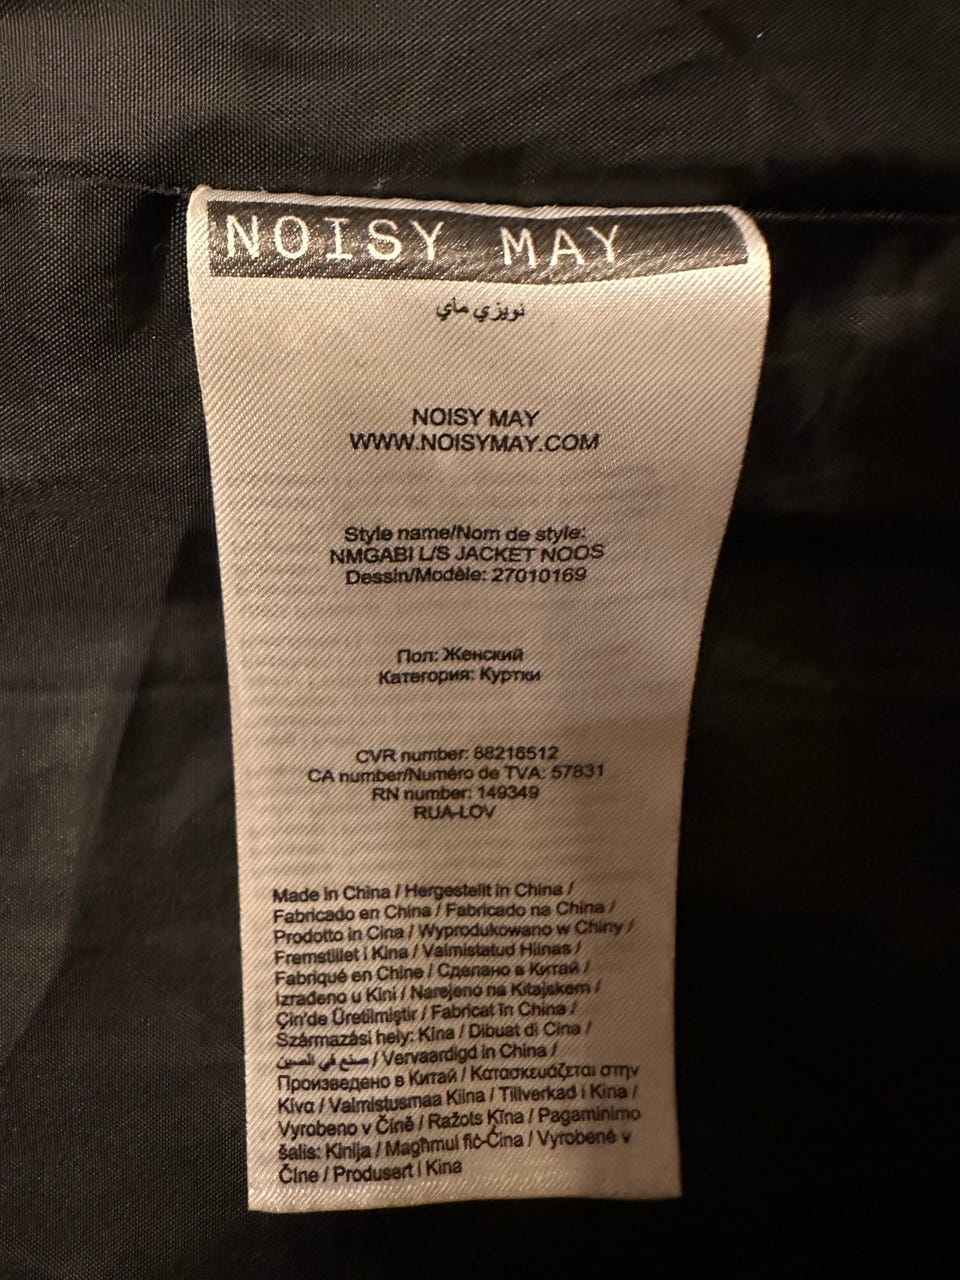 NOISY MAY
نويزي ماي
NOISY MAY
WWW.NOISYMAY.COM
Style name/Nom de style:
NMGABI L/S JACKET NOOS
Dessin/Modèle: 27010169
Пол: Женский
Категория: Куртки
CVR number: 88216512
CA number/Numéro de TVA: 57831
RN number: 149349
RUA-LOV
Made in China / Hergestellt in China /
Fabricado en China / Fabricado na China /
Prodotto in Cina / Wyprodukowano w Chiny /
Fremstillet i Kina / Valmistatud Hiinas /
Fabriqué en Chine / Сделано в Китай /
Izrađeno u Kini / Narejeno na Kitajskem /
Çin'de Üretilmiştir / Fabricat în China /
Származási hely: Kína / Dibuat di Cina /
صنع في الصين / Vervaardigd in China /
Произведено в Китай / Κατασκευάζεται στην
Κίνα / Valmistusmaa Kiina / Tillverkad i Kina /
Vyrobeno v Číně / Ražots Ķīna / Pagaminimo
šalis: Kinija / Magħmul fiċ-Ċina / Vyrobené v
Číne / Produsert i Kina